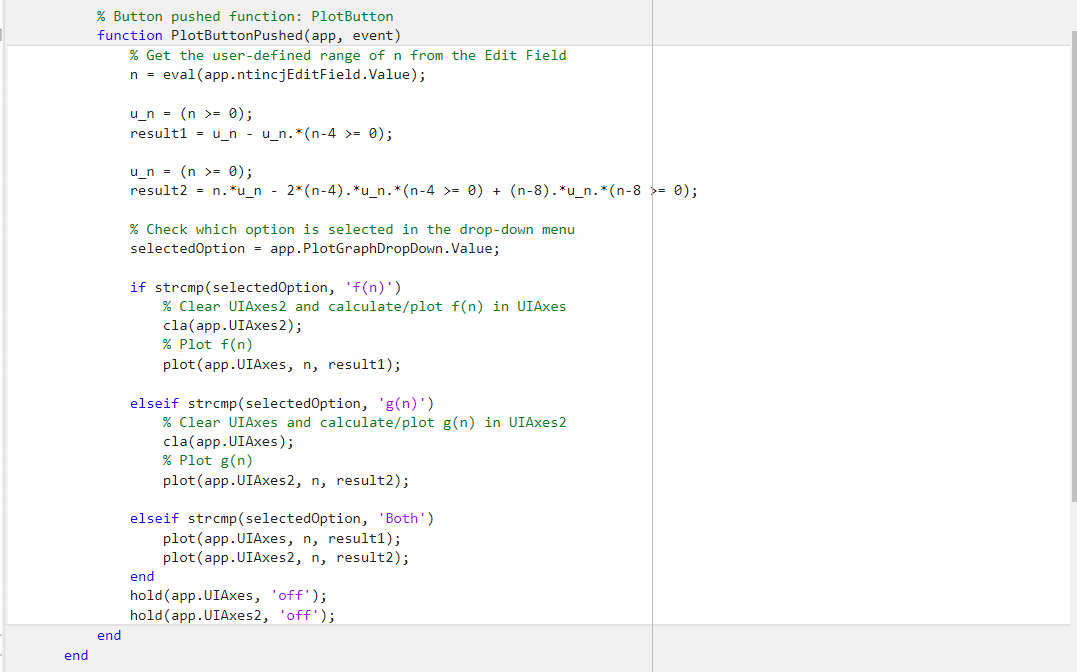 % Button pushed function: PlotButton
function PlotButtonPushed(app, event)
% Get the user-defined range of n from the Edit Field
n = eval(app.ntincjEditField.Value);
u_n = (n >= 0);
result1 = u_n - u_n.*(n-4 >= 0);
u_n = (n >= 0);
result2 = n.*u_n - 2*(n-4).*u_n.*(n-4 >= 0) + (n-8).*u_n.*(n-8 >= 0);
% Check which option is selected in the drop-down menu
selectedOption = app.PlotGraphDropDown.Value;
if strcmp(selectedOption, 'f(n)')
% Clear UIAxes2 and calculate/plot f(n) in UIAxes
cla(app.UIAxes2);
% Plot f(n)
plot(app.UIAxes, n, result1);
elseif strcmp(selectedOption, 'g(n)')
% Clear UIAxes and calculate/plot g(n) in UIAxes2
cla(app.UIAxes);
% Plot g(n)
plot(app.UIAxes2, n, result2);
elseif strcmp(selectedOption, 'Both')
plot(app.UIAxes, n, result1);
plot(app.UIAxes2, n, result2);
end
hold(app.UIAxes, 'off');
hold(app.UIAxes2, 'off');
end
end